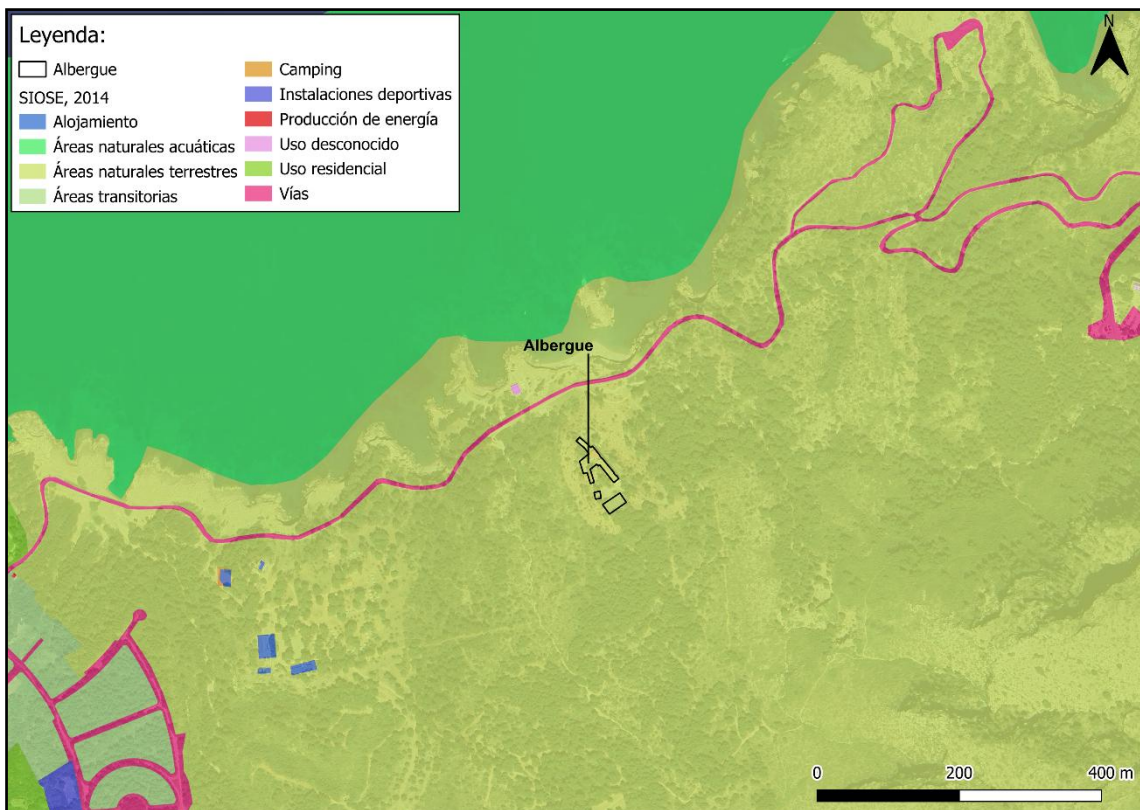 Leyenda:
Albergue
SIOSE, 2014
Alojamiento
Áreas naturales acuáticas
Áreas naturales terrestres
Áreas transitorias
Camping
Instalaciones deportivas
Producción de energía
Uso desconocido
Uso residencial
Vías
N
Albergue
0 200 400 m